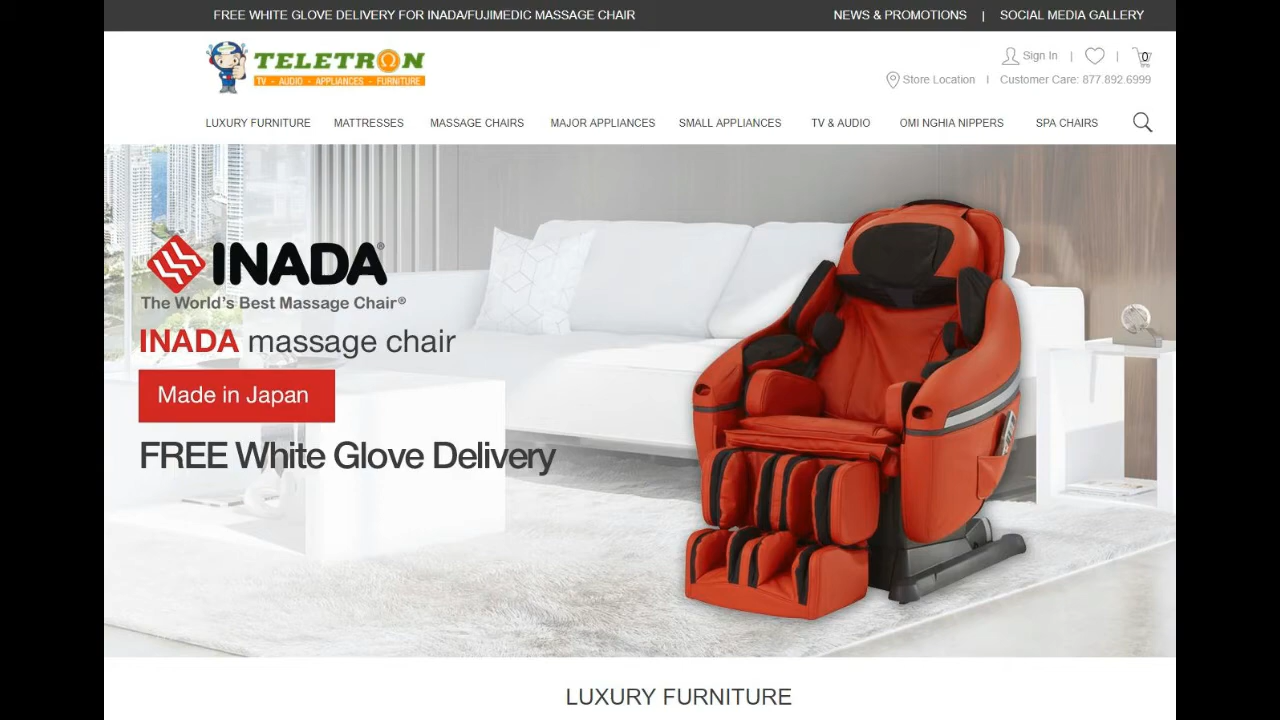 FREE WHITE GLOVE DELIVERY FOR INADA/FUJIMEDIC MASSAGE CHAIR
NEWS & PROMOTIONS | SOCIAL MEDIA GALLERY
TELETRON
TV - AUDIO - APPLIANCES - FURNITURE
Sign In | | 0
Store Location | Customer Care: 877.892.6999
LUXURY FURNITURE MATTRESSES MASSAGE CHAIRS MAJOR APPLIANCES SMALL APPLIANCES TV & AUDIO OMI NGHIA NIPPERS SPA CHAIRS
INADA®
The World's Best Massage Chair®
INADA massage chair
Made in Japan
FREE White Glove Delivery
LUXURY FURNITURE